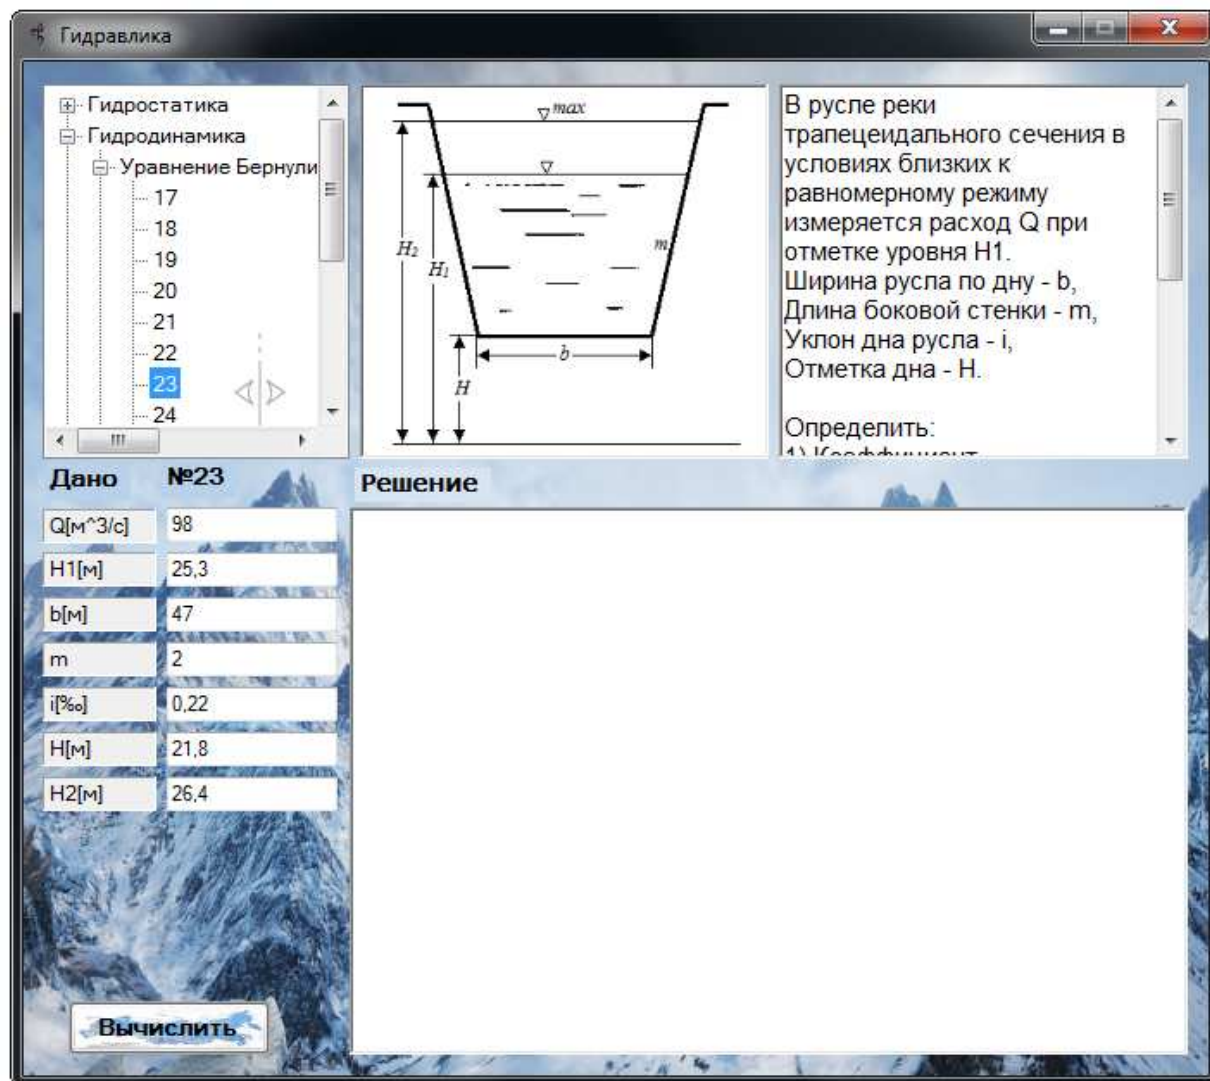 Гидравлика
Гидростатика
Гидродинамика
Уравнение Бернули
17
18
19
20
21
22
23
24
max
H₂
H₁
m
b
H
В русле реки
трапецеидального сечения в
условиях близких к
равномерному режиму
измеряется расход Q при
отметке уровня H1.
Ширина русла по дну - b,
Длина боковой стенки - m,
Уклон дна русла - i,
Отметка дна - H.
Определить:
Дано №23
Решение
Q[м^3/с] 98
H1[м] 25,3
b[м] 47
m 2
i[‰] 0,22
H[м] 21,8
H2[м] 26,4
Вычислить